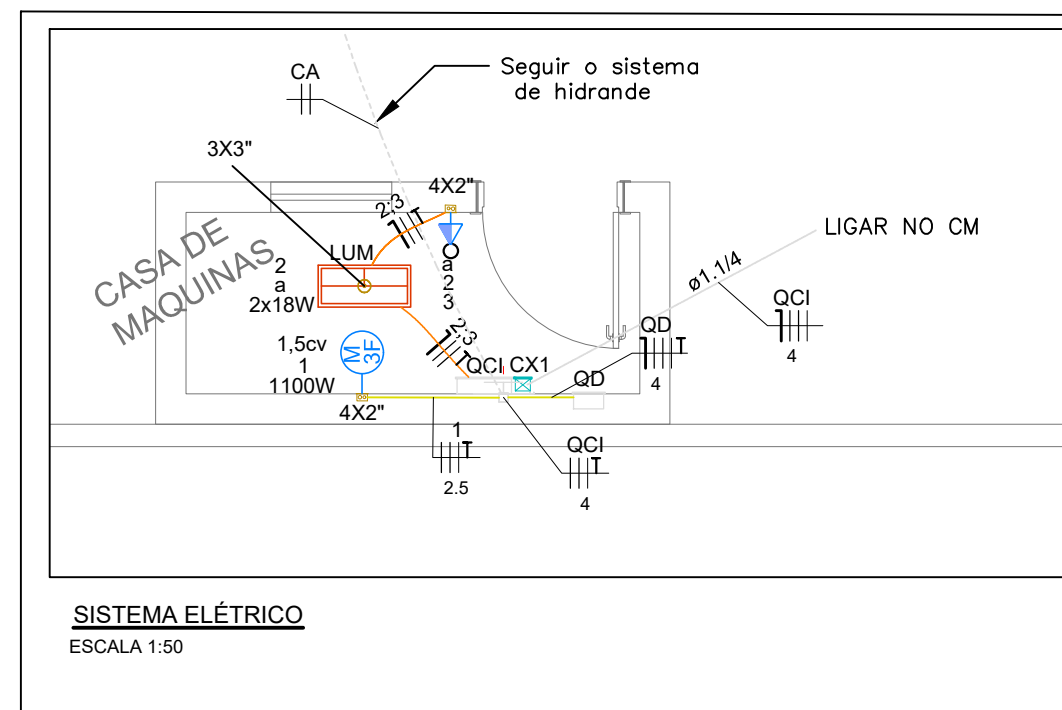 CA
Seguir o sistema
de hidrande
3X3"
4X2"
2;3
CASA DE
MAQUINAS
LUM
2
a
2x18W
a
2
3
LIGAR NO CM
ø1.1/4
QCI
4
QD
4
2;3
1,5cv
1
1100W
M
3F
QCI
CX1
QD
4X2"
1
2.5
QCI
4
SISTEMA ELÉTRICO
ESCALA 1:50